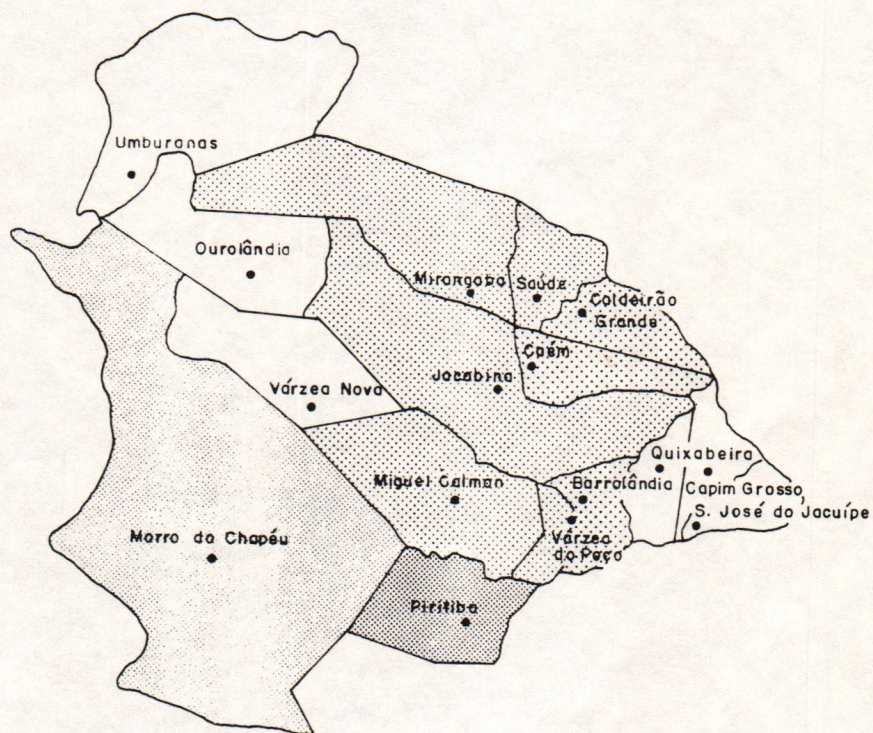 Umburanas
Ourolândia
Mirangaba
Saúde
Caldeirão
Grande
Caém
Jacobina
Várzea Nova
Quixabeira
Miguel Calmon
Barrolândia
Capim Grosso
S. José do Jacuípe
Várzea
do Poço
Morro do Chapéu
Piritiba